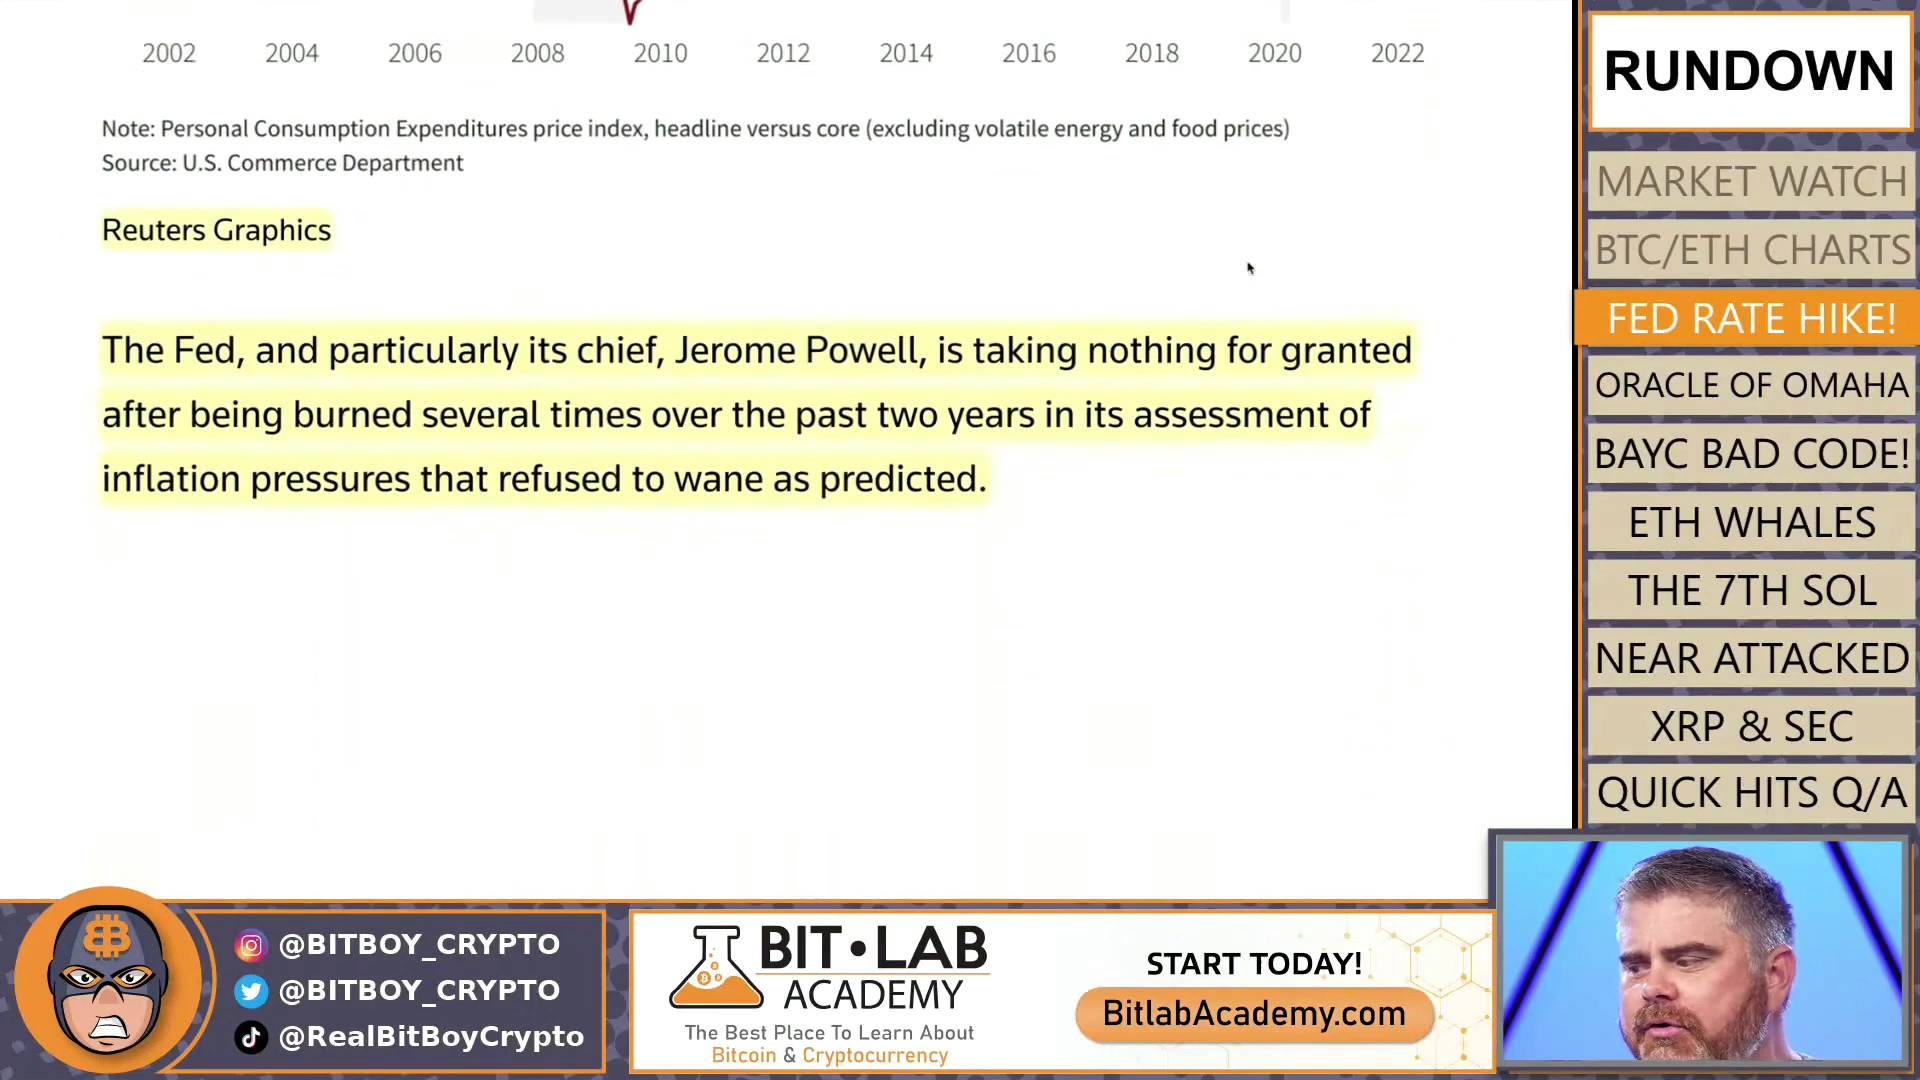 2002 2004 2006 2008 2010 2012 2014 2016 2018 2020 2022
Note: Personal Consumption Expenditures price index, headline versus core (excluding volatile energy and food prices)
Source: U.S. Commerce Department
Reuters Graphics
The Fed, and particularly its chief, Jerome Powell, is taking nothing for granted
after being burned several times over the past two years in its assessment of
inflation pressures that refused to wane as predicted.
RUNDOWN
MARKET WATCH
BTC/ETH CHARTS
FED RATE HIKE!
ORACLE OF OMAHA
BAYC BAD CODE!
ETH WHALES
THE 7TH SOL
NEAR ATTACKED
XRP & SEC
QUICK HITS Q/A
@BITBOY_CRYPTO
@BITBOY_CRYPTO
@RealBitBoyCrypto
BIT•LAB
ACADEMY
The Best Place To Learn About
Bitcoin & Cryptocurrency
START TODAY!
BitlabAcademy.com